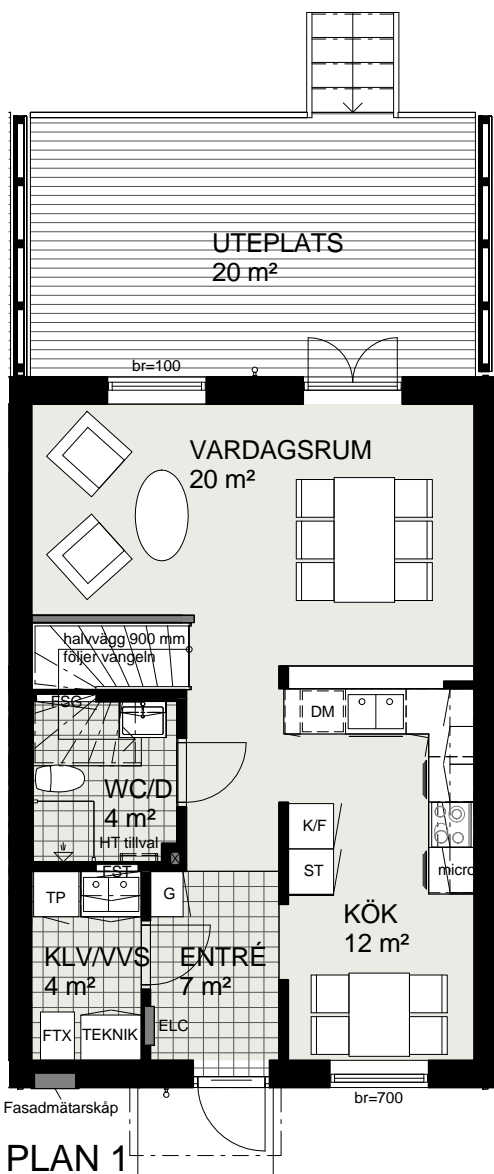 UTEPLATS
20 m²
br=100
VARDAGSRUM
20 m²
halvvägg 900 mm
följer vangeln
FSG
DM
WC/D
4 m²
HT tillval
K/F
ST
micro
FST
TP
G
KÖK
12 m²
KLV/VVS
4 m²
ENTRÉ
7 m²
FTX
TEKNIK
ELC
Fasadmätarskåp
br=700
PLAN 1